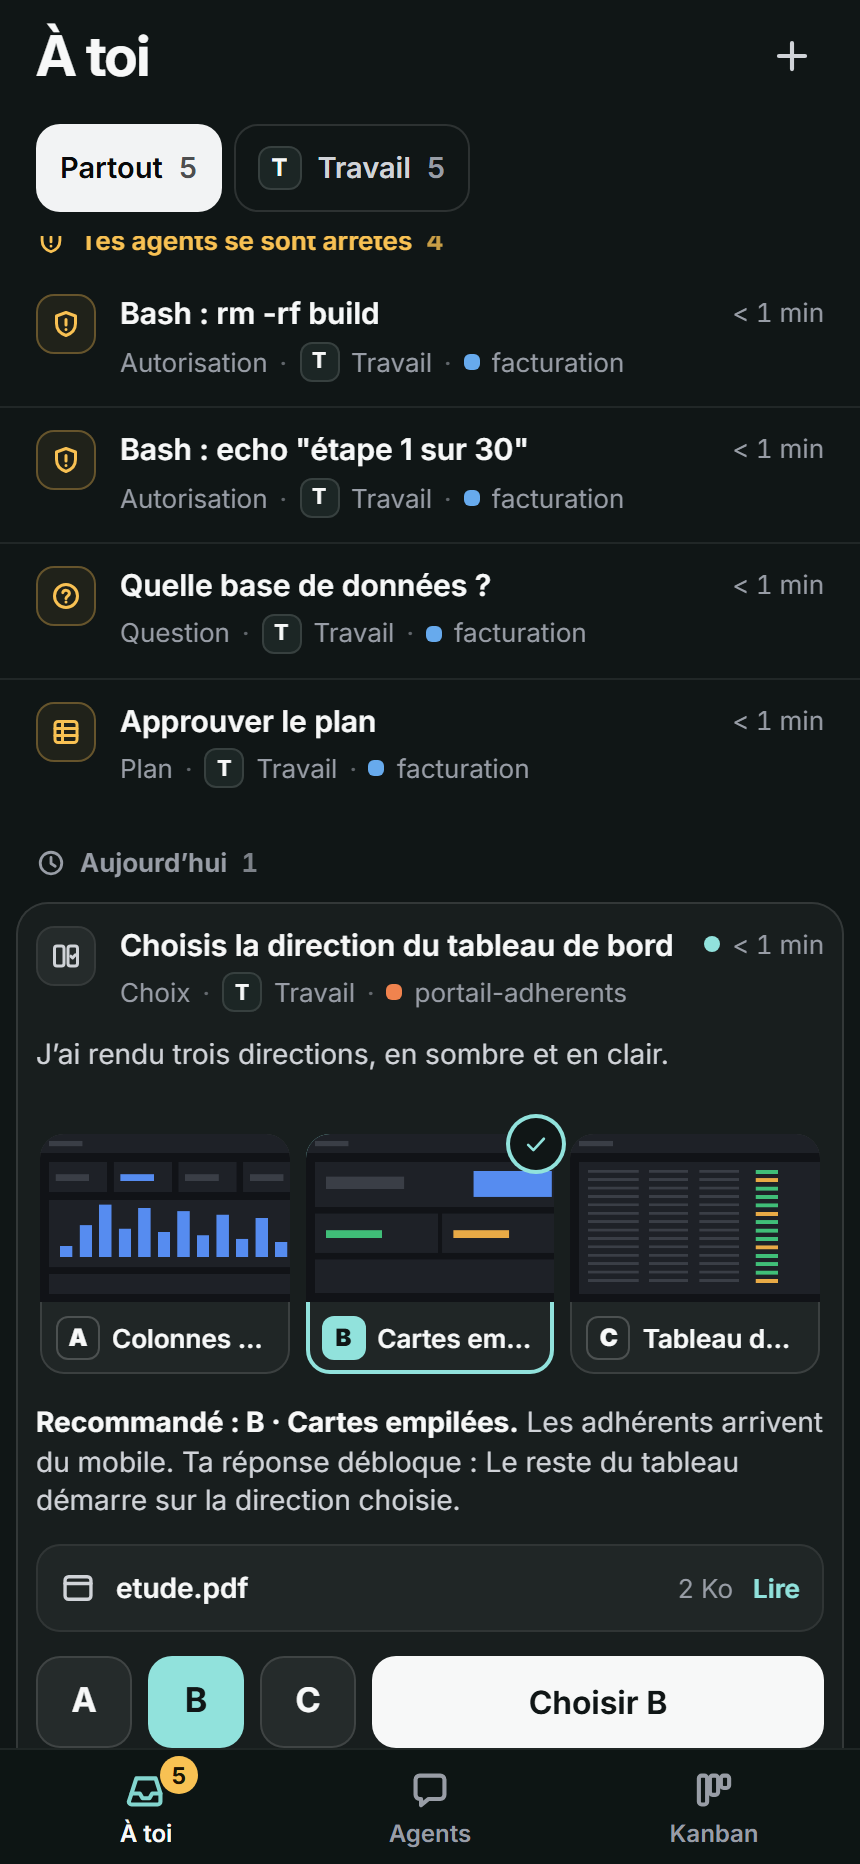 À toi
Partout 5
T Travail 5
Tes agents se sont arrêtés 4
Bash : rm -rf build < 1 min
Autorisation · T Travail · facturation
Bash : echo "étape 1 sur 30" < 1 min
Autorisation · T Travail · facturation
Quelle base de données ? < 1 min
Question · T Travail · facturation
Approuver le plan < 1 min
Plan · T Travail · facturation
Aujourd’hui 1
Choisis la direction du tableau de bord < 1 min
Choix · T Travail · portail-adherents
J’ai rendu trois directions, en sombre et en clair.
A Colonnes ...
B Cartes em...
C Tableau d...
Recommandé : B · Cartes empilées. Les adhérents arrivent
du mobile. Ta réponse débloque : Le reste du tableau
démarre sur la direction choisie.
etude.pdf 2 Ko Lire
A B C Choisir B
5
À toi Agents Kanban